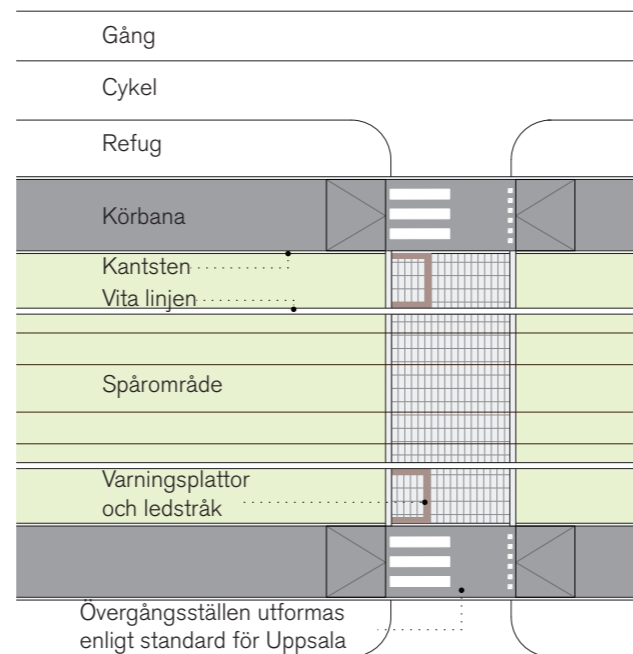 Gång
Cykel
Refug
Körbana
Kantsten
Vita linjen
Spårområde
Varningsplattor
och ledstråk
Övergångsställen utformas
enligt standard för Uppsala